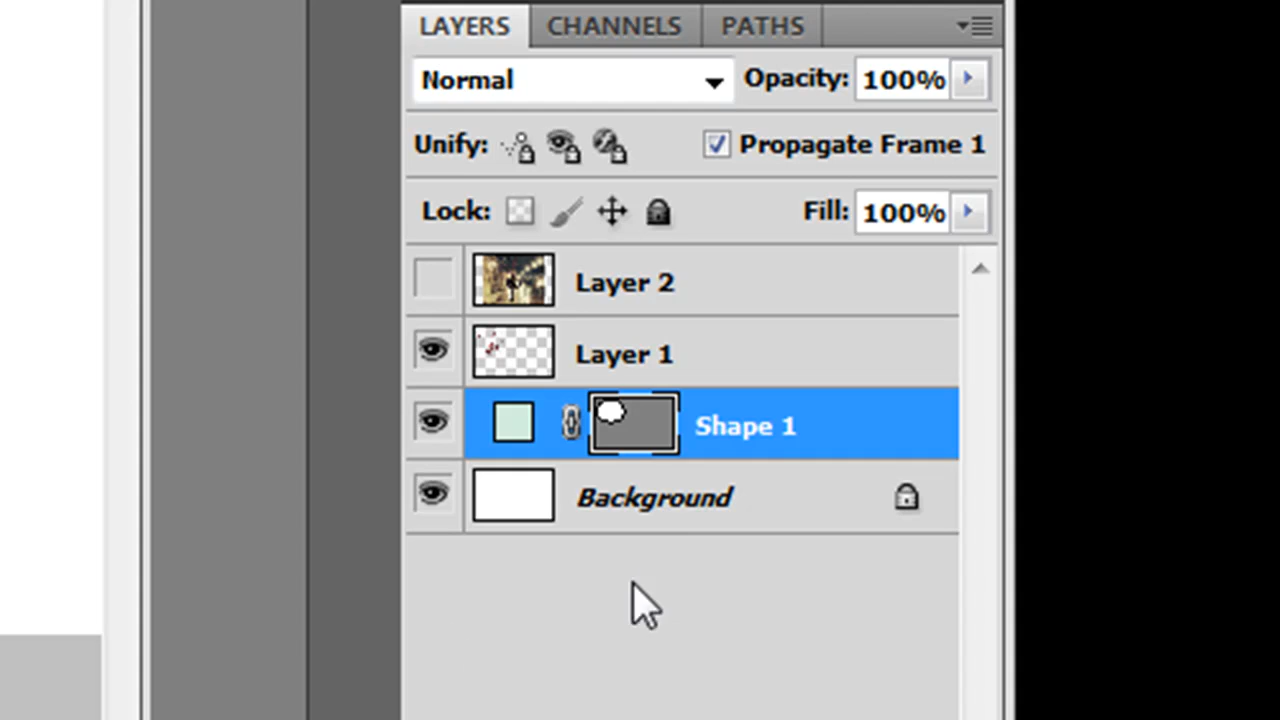 LAYERS CHANNELS PATHS
Normal Opacity: 100%
Unify: Propagate Frame 1
Lock: Fill: 100%
Layer 2
Layer 1
Shape 1
Background